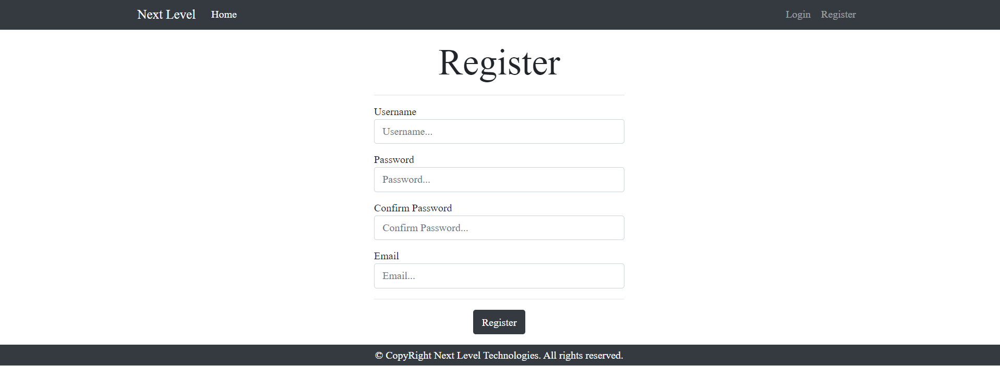 Next Level Home Login Register
Register
Username
Username...
Password
Password...
Confirm Password
Confirm Password...
Email
Email...
Register
© CopyRight Next Level Technologies. All rights reserved.